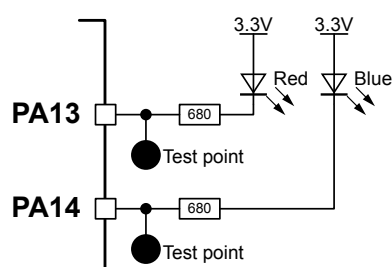 3.3V 3.3V
Red Blue
PA13 680
Test point
PA14 680
Test point